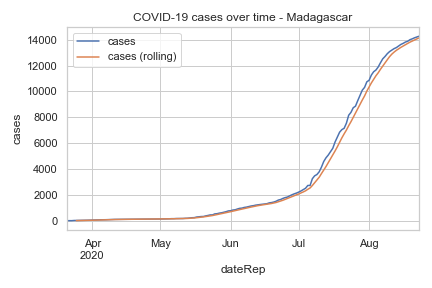 COVID-19 cases over time - Madagascar
cases
cases (rolling)
14000
12000
10000
8000
6000
4000
2000
0
cases
Apr
2020
May
Jun
Jul
Aug
dateRep